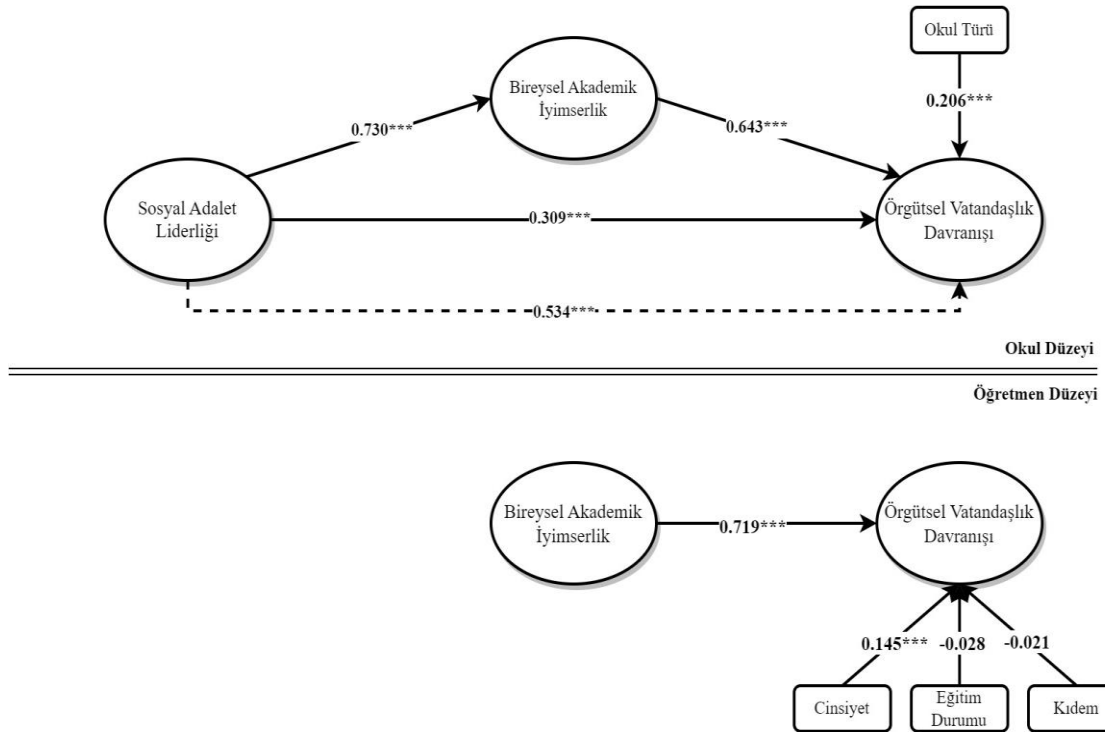 Okul Türü
Bireysel Akademik
İyimserlik
0.206***
0.730***
0.643***
Sosyal Adalet
Liderliği
0.309***
Örgütsel Vatandaşlık
Davranışı
0.534***
Okul Düzeyi
Öğretmen Düzeyi
Bireysel Akademik
İyimserlik
0.719***
Örgütsel Vatandaşlık
Davranışı
0.145***
-0.028
-0.021
Cinsiyet
Eğitim
Durumu
Kıdem